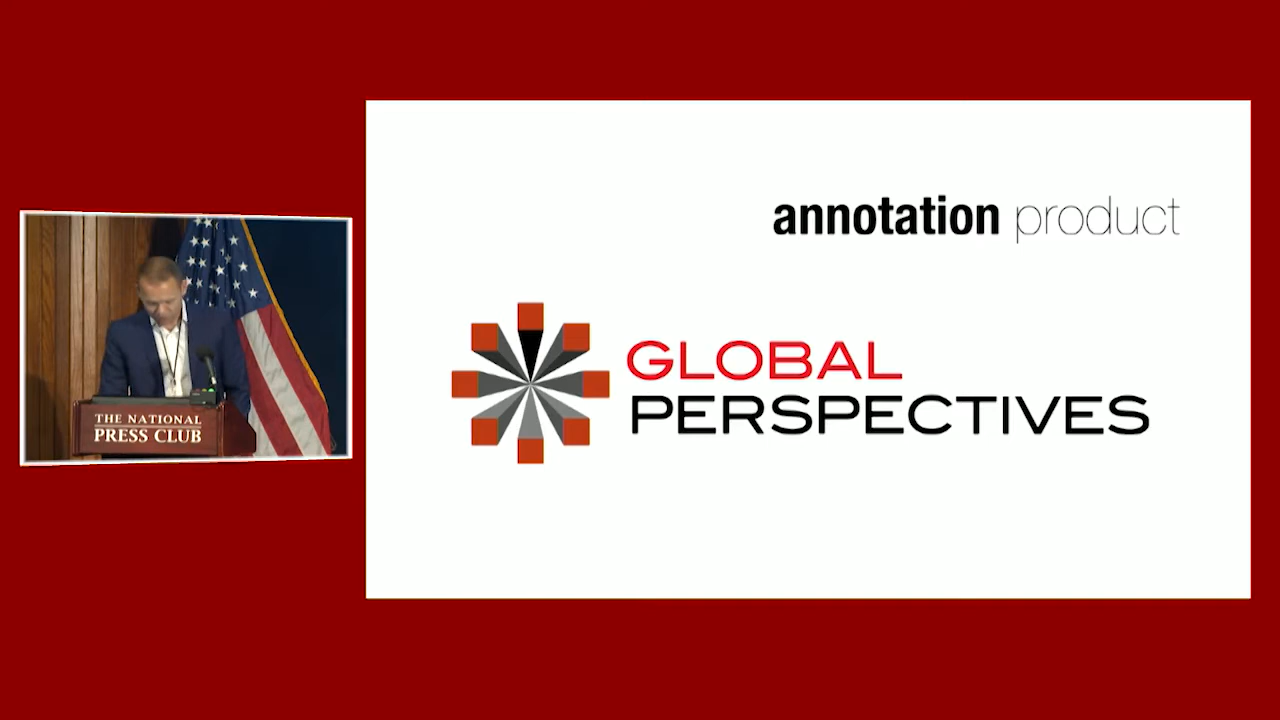 annotation product
GLOBAL
PERSPECTIVES
THE NATIONAL
PRESS CLUB